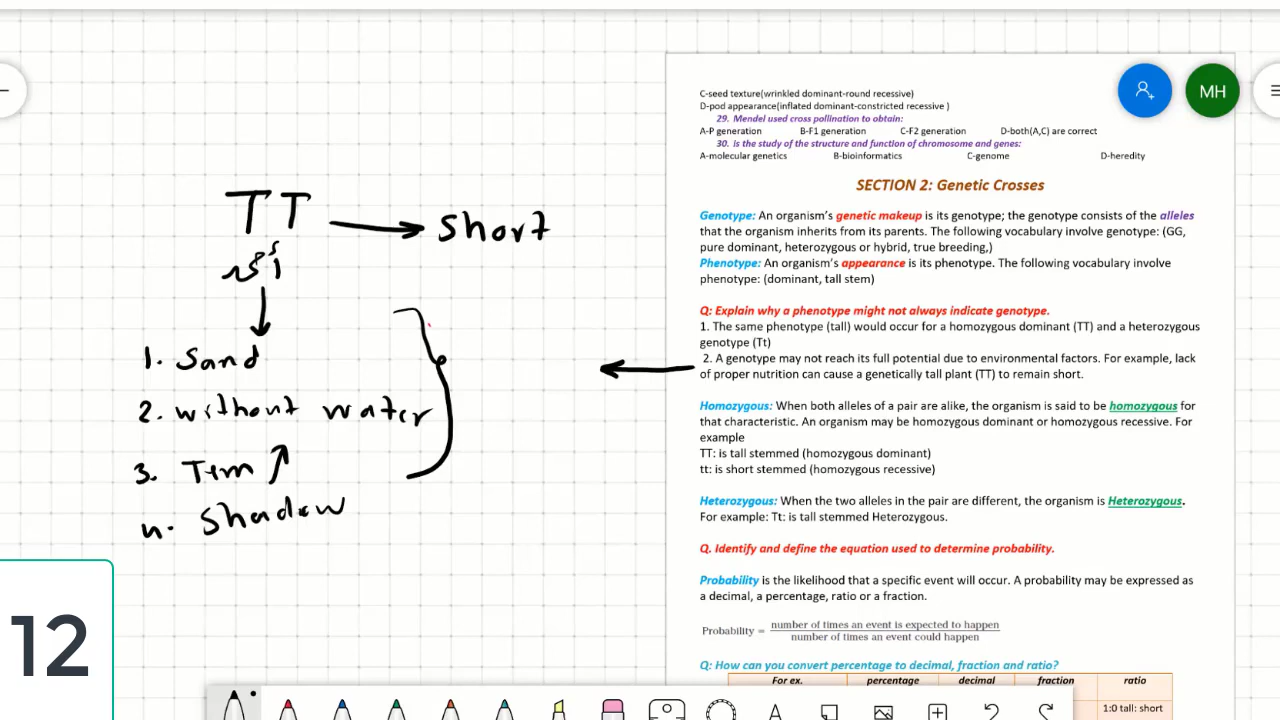 TT → short
1. Sand
2. without water
3. Tem ↑
n. Shadow
12
MH
C-seed texture(wrinkled dominant-round recessive)
D-pod appearance(inflated dominant-constricted recessive )
29. Mendel used cross pollination to obtain:
A-P generation B-F1 generation C-F2 generation D-both(A,C) are correct
30. Is the study of the structure and function of chromosome and genes:
A-molecular genetics B-bioinformatics C-genome D-heredity
SECTION 2: Genetic Crosses
Genotype: An organism's genetic makeup is its genotype; the genotype consists of the alleles
that the organism inherits from its parents. The following vocabulary involve genotype: (GG,
pure dominant, heterozygous or hybrid, true breeding,)
Phenotype: An organism's appearance is its phenotype. The following vocabulary involve
phenotype: (dominant, tall stem)
Q: Explain why a phenotype might not always indicate genotype.
1. The same phenotype (tall) would occur for a homozygous dominant (TT) and a heterozygous
genotype (Tt)
2. A genotype may not reach its full potential due to environmental factors. For example, lack
of proper nutrition can cause a genetically tall plant (TT) to remain short.
Homozygous: When both alleles of a pair are alike, the organism is said to be homozygous for
that characteristic. An organism may be homozygous dominant or homozygous recessive. For
example
TT: is tall stemmed (homozygous dominant)
tt: is short stemmed (homozygous recessive)
Heterozygous: When the two alleles in the pair are different, the organism is Heterozygous.
For example: Tt: is tall stemmed Heterozygous.
Q. Identify and define the equation used to determine probability.
Probability is the likelihood that a specific event will occur. A probability may be expressed as
a decimal, a percentage, ratio or a fraction.
Probability = number of times an event is expected to happen
number of times an event could happen
Q: How can you convert percentage to decimal, fraction and ratio?
For ex. percentage decimal fraction ratio
1:0 tall: short
A